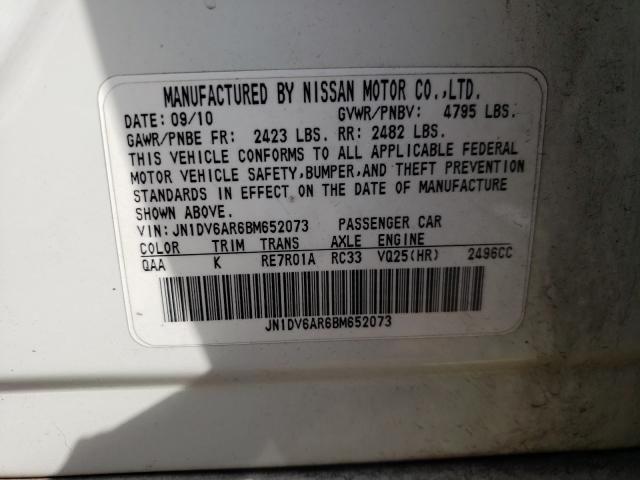 MANUFACTURED BY NISSAN MOTOR CO.,LTD.
DATE: 09/10 GVWR/PNBV: 4795 LBS.
GAWR/PNBE FR: 2423 LBS. RR: 2482 LBS.
THIS VEHICLE CONFORMS TO ALL APPLICABLE FEDERAL
MOTOR VEHICLE SAFETY,BUMPER,AND THEFT PREVENTION
STANDARDS IN EFFECT ON THE DATE OF MANUFACTURE
SHOWN ABOVE.
VIN: JN1DV6AR6BM652073 PASSENGER CAR
COLOR TRIM TRANS AXLE ENGINE
QAA K RE7R01A RC33 VQ25(HR) 2496CC
JN1DV6AR6BM652073